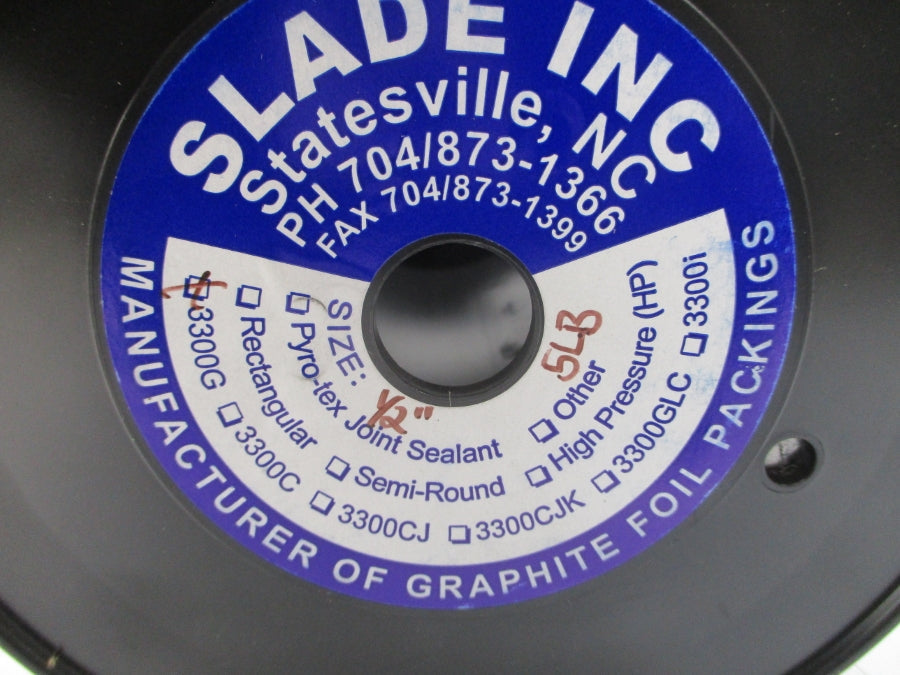 SLADE INC
Statesville, NC
PH 704/873-1366
FAX 704/873-1399
SIZE: 1/2"
5LB
Pyro-tex Joint Sealant
Other
Rectangular
Semi-Round
High Pressure (HP)
3300G
3300C
3300CJ
3300CJK
3300GLC
3300i
MANUFACTURER OF GRAPHITE FOIL PACKINGS